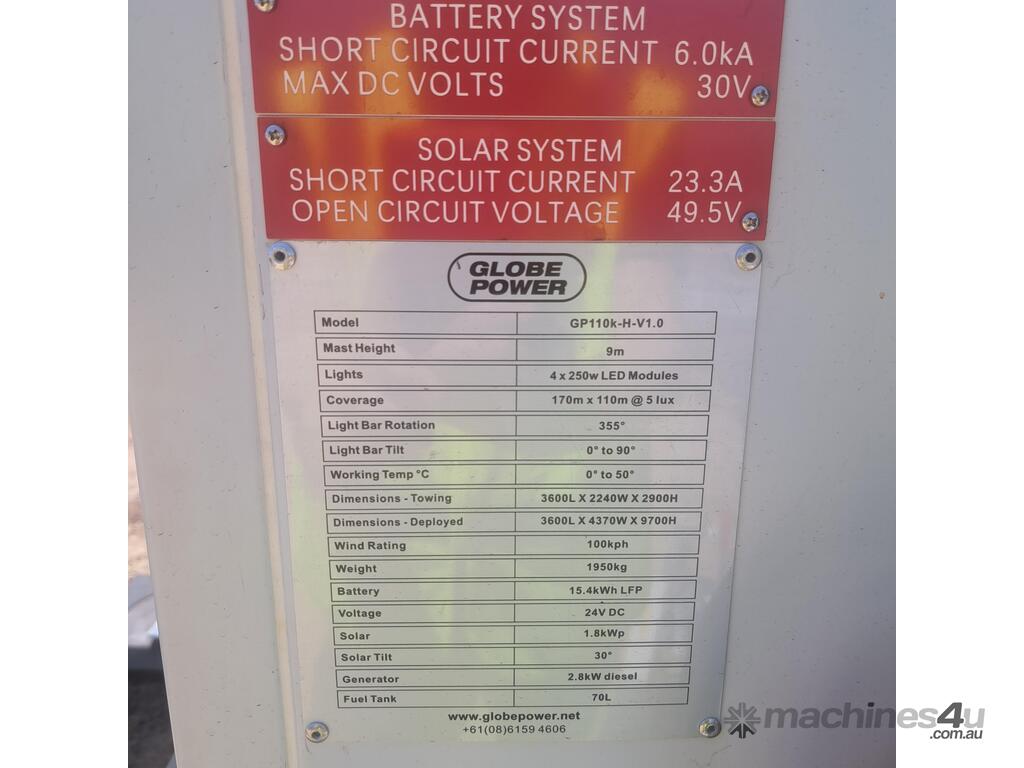 BATTERY SYSTEM
SHORT CIRCUIT CURRENT 6.0kA
MAX DC VOLTS 30V
SOLAR SYSTEM
SHORT CIRCUIT CURRENT 23.3A
OPEN CIRCUIT VOLTAGE 49.5V
GLOBE
POWER
Model GP110k-H-V1.0
Mast Height 9m
Lights 4 x 250w LED Modules
Coverage 170m x 110m @ 5 lux
Light Bar Rotation 355°
Light Bar Tilt 0° to 90°
Working Temp °C 0° to 50°
Dimensions - Towing 3600L X 2240W X 2900H
Dimensions - Deployed 3600L X 4370W X 9700H
Wind Rating 100kph
Weight 1950kg
Battery 15.4kWh LFP
Voltage 24V DC
Solar 1.8kWp
Solar Tilt 30°
Generator 2.8kW diesel
Fuel Tank 70L
www.globepower.net
+61(08)6159 4606
machines4u
.com.au